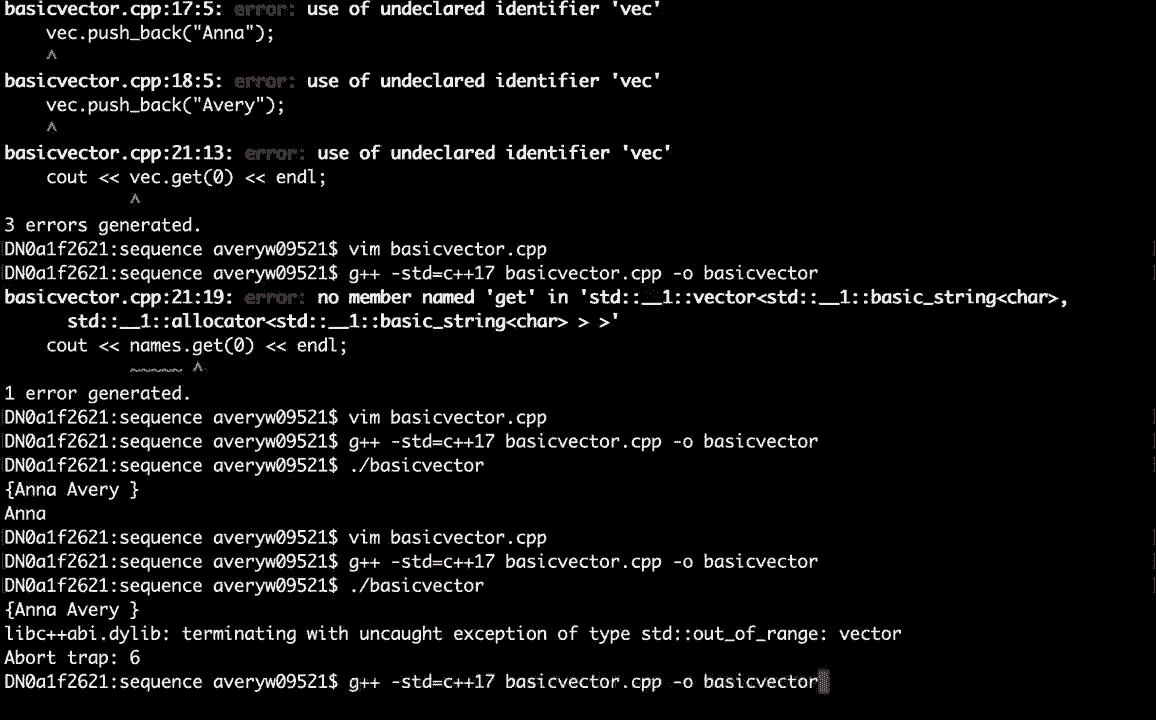 basicvector.cpp:17:5: error: use of undeclared identifier 'vec'
    vec.push_back("Anna");
    ^
basicvector.cpp:18:5: error: use of undeclared identifier 'vec'
    vec.push_back("Avery");
    ^
basicvector.cpp:21:13: error: use of undeclared identifier 'vec'
    cout << vec.get(0) << endl;
            ^
3 errors generated.
DN0a1f2621:sequence averyw09521$ vim basicvector.cpp
DN0a1f2621:sequence averyw09521$ g++ -std=c++17 basicvector.cpp -o basicvector
basicvector.cpp:21:19: error: no member named 'get' in 'std::__1::vector<std::__1::basic_string<char>,
      std::__1::allocator<std::__1::basic_string<char> > >'
    cout << names.get(0) << endl;
            ~~~~~ ^
1 error generated.
DN0a1f2621:sequence averyw09521$ vim basicvector.cpp
DN0a1f2621:sequence averyw09521$ g++ -std=c++17 basicvector.cpp -o basicvector
DN0a1f2621:sequence averyw09521$ ./basicvector
{Anna Avery }
Anna
DN0a1f2621:sequence averyw09521$ vim basicvector.cpp
DN0a1f2621:sequence averyw09521$ g++ -std=c++17 basicvector.cpp -o basicvector
DN0a1f2621:sequence averyw09521$ ./basicvector
{Anna Avery }
libc++abi.dylib: terminating with uncaught exception of type std::out_of_range: vector
Abort trap: 6
DN0a1f2621:sequence averyw09521$ g++ -std=c++17 basicvector.cpp -o basicvector